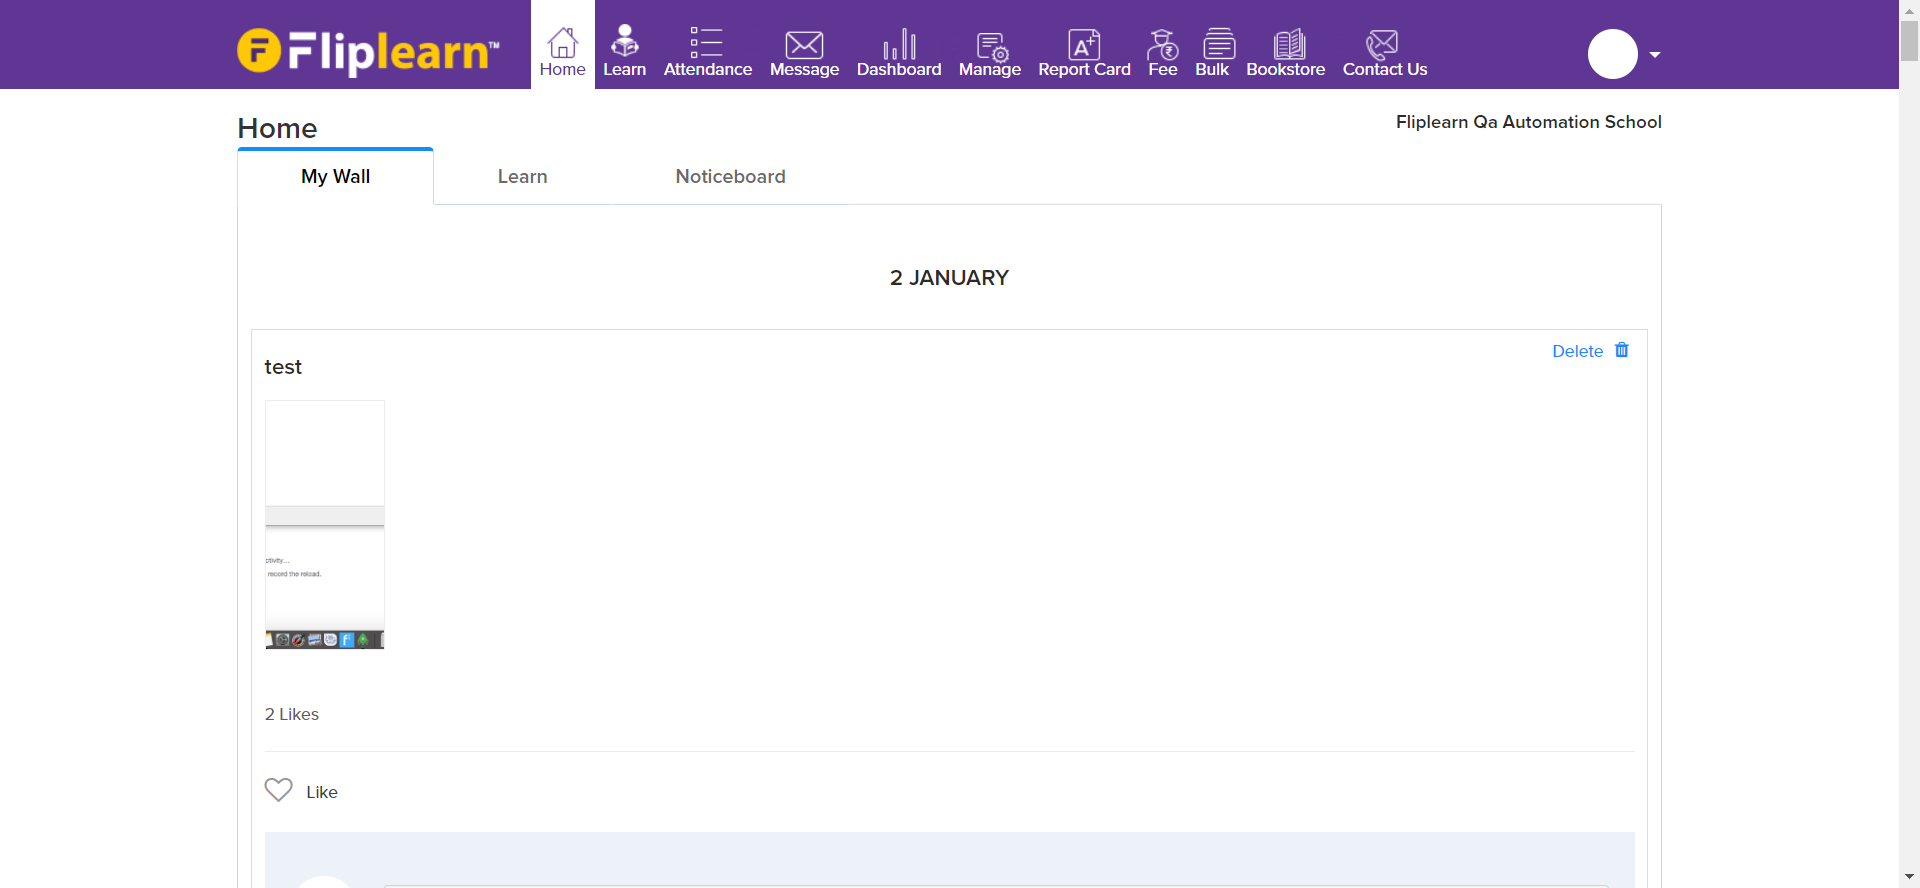 Fliplearn™
Home Learn Attendance Message Dashboard Manage Report Card Fee Bulk Bookstore Contact Us
Home
Fliplearn Qa Automation School
My Wall Learn Noticeboard
2 JANUARY
Delete
test
ctivity...
record the reload.
2 Likes
Like